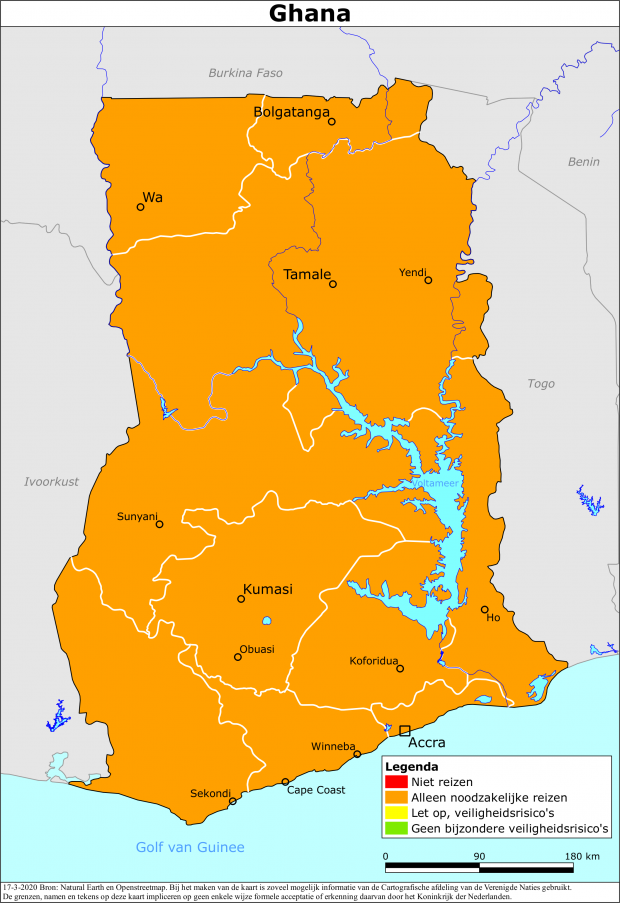 Ghana
Burkina Faso
Bolgatanga
Benin
Wa
Tamale
Yendi
Togo
Ivoorkust
Voltameer
Sunyani
Kumasi
Ho
Obuasi
Koforidua
Accra
Winneba
Cape Coast
Sekondi
Golf van Guinee
Legenda
Niet reizen
Alleen noodzakelijke reizen
Let op, veiligheidsrisico's
Geen bijzondere veiligheidsrisico's
0 90 180 km
17-3-2020 Bron: Natural Earth en Openstreetmap. Bij het maken van de kaart is zoveel mogelijk informatie van de Cartografische afdeling van de Verenigde Naties gebruikt.
De grenzen, namen en tekens op deze kaart impliceren op geen enkele wijze formele acceptatie of erkenning daarvan door het Koninkrijk der Nederlanden.